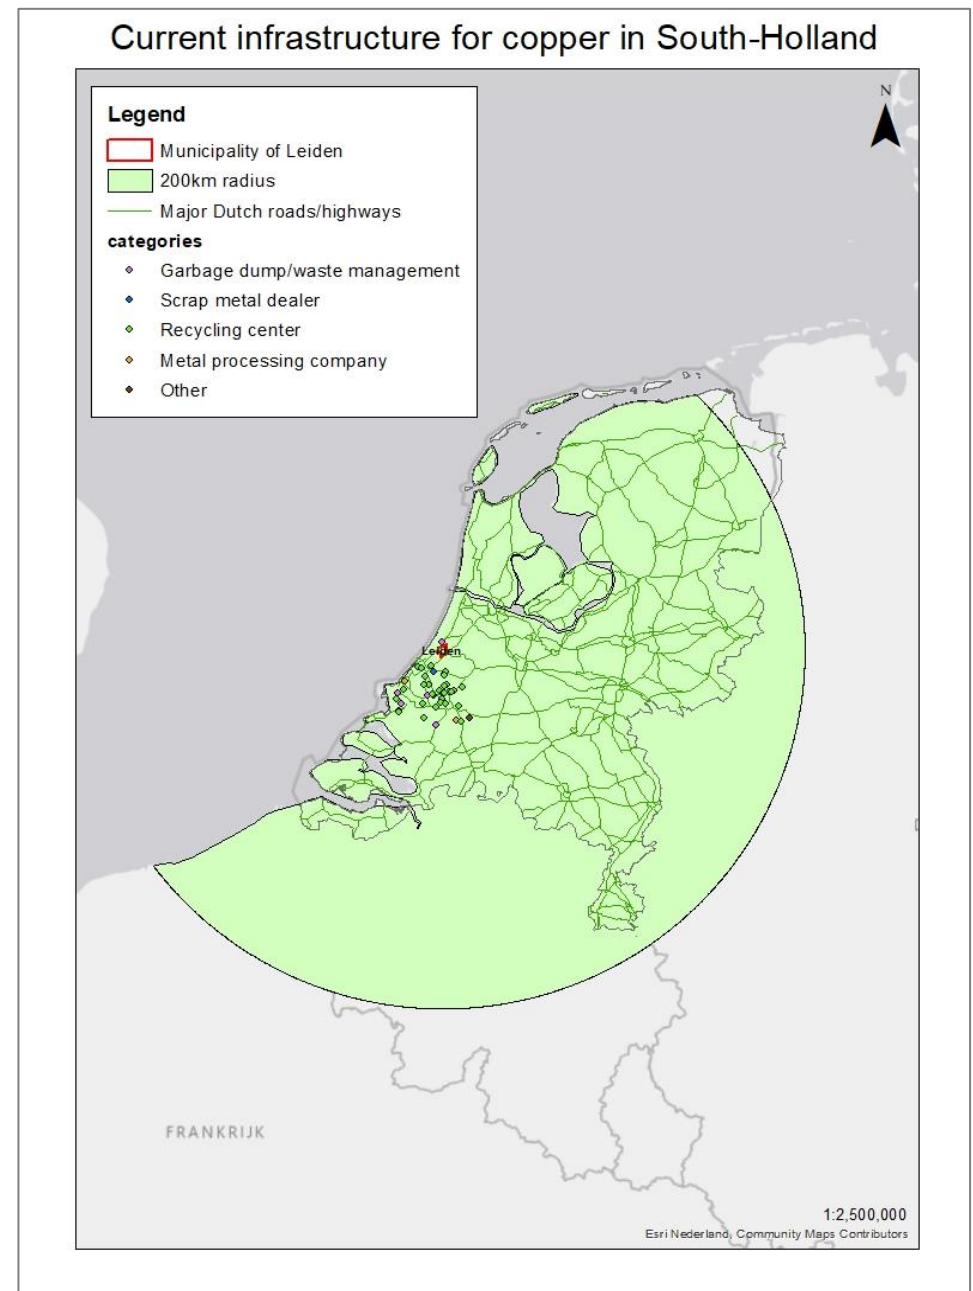 Current infrastructure for copper in South-Holland
N
Legend
Municipality of Leiden
200km radius
Major Dutch roads/highways
categories
Garbage dump/waste management
Scrap metal dealer
Recycling center
Metal processing company
Other
Leiden
FRANKRIJK
1:2,500,000
Esri Nederland, Community Maps Contributors